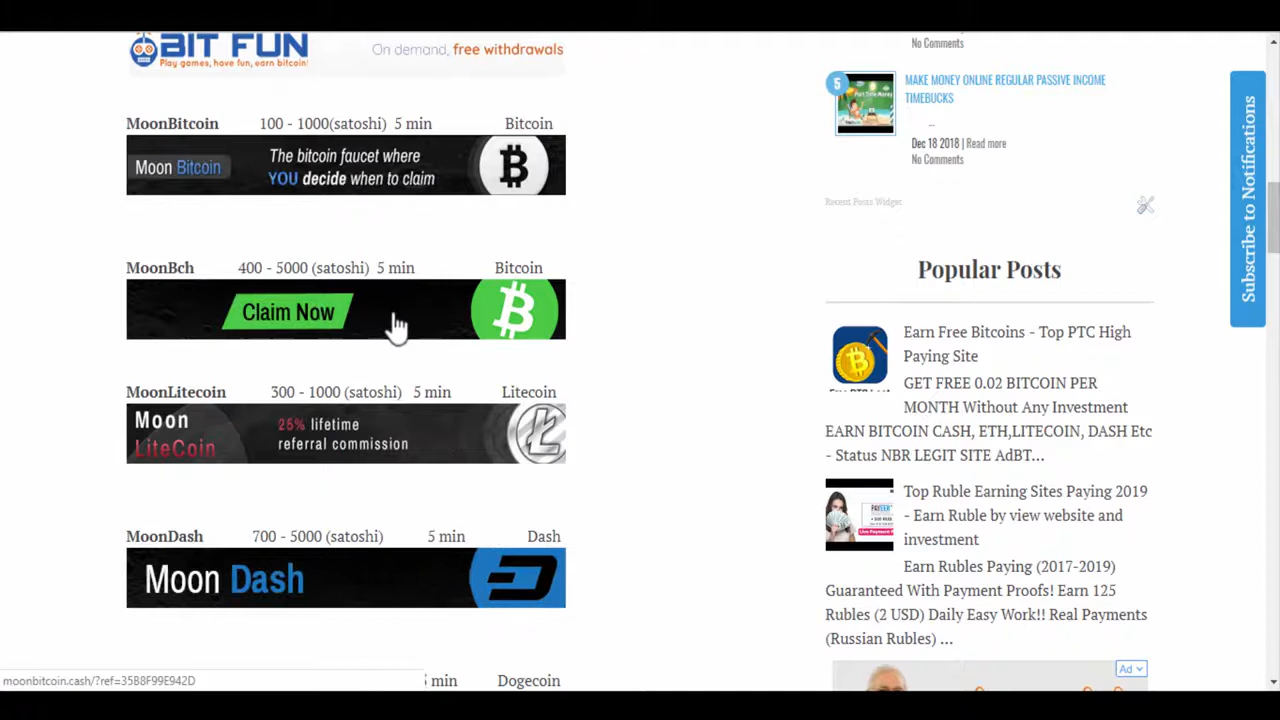 BIT FUN
Play games, have fun, earn bitcoin!
On demand, free withdrawals
MoonBitcoin 100 - 1000(satoshi) 5 min Bitcoin
Moon Bitcoin
The bitcoin faucet where
YOU decide when to claim
MoonBch 400 - 5000 (satoshi) 5 min Bitcoin
Claim Now
MoonLitecoin 300 - 1000 (satoshi) 5 min Litecoin
Moon
LiteCoin
25% lifetime
referral commission
MoonDash 700 - 5000 (satoshi) 5 min Dash
Moon Dash
min Dogecoin
moonbitcoin.cash/?ref=35B8F99E942D
No Comments
5
MAKE MONEY ONLINE REGULAR PASSIVE INCOME
TIMEBUCKS
...
Dec 18 2018 | Read more
No Comments
Recent Posts Widget
Popular Posts
Earn Free Bitcoins - Top PTC High
Paying Site
GET FREE 0.02 BITCOIN PER
MONTH Without Any Investment
EARN BITCOIN CASH, ETH,LITECOIN, DASH Etc
- Status NBR LEGIT SITE AdBT...
Top Ruble Earning Sites Paying 2019
- Earn Ruble by view website and
investment
Earn Rubles Paying (2017-2019)
Guaranteed With Payment Proofs! Earn 125
Rubles (2 USD) Daily Easy Work!! Real Payments
(Russian Rubles) ...
Ad
Subscribe to Notifications